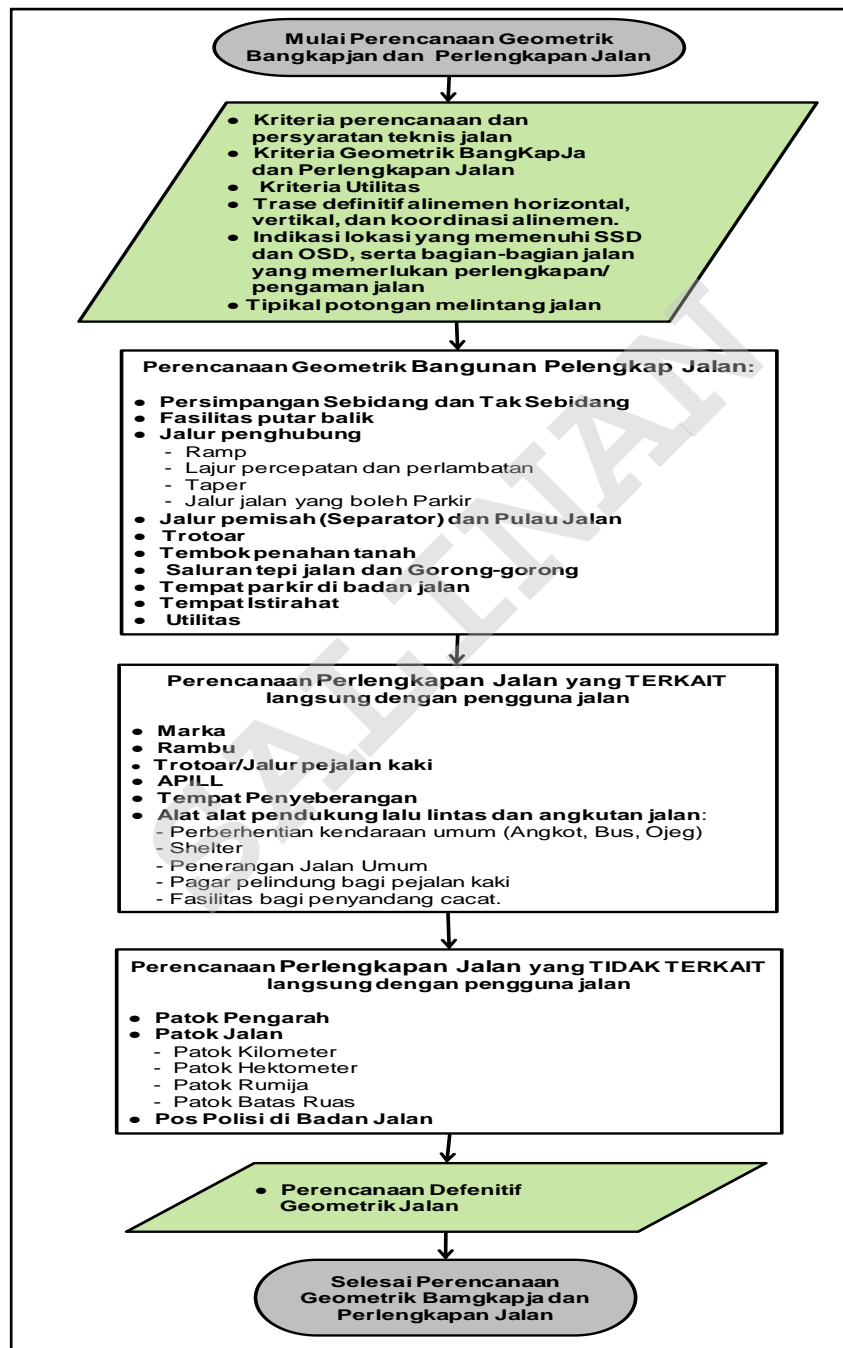 Mulai Perencanaan Geometrik
Bangkapjan dan Perlengkapan Jalan
● Kriteria perencanaan dan
persyaratan teknis jalan
● Kriteria Geometrik BangKapJa
dan Perlengkapan Jalan
● Kriteria Utilitas
● Trase definitif alinemen horizontal,
vertikal, dan koordinasi alinemen.
● Indikasi lokasi yang memenuhi SSD
dan OSD, serta bagian-bagian jalan
yang memerlukan perlengkapan/
pengaman jalan
● Tipikal potongan melintang jalan
Perencanaan Geometrik Bangunan Pelengkap Jalan:
● Persimpangan Sebidang dan Tak Sebidang
● Fasilitas putar balik
● Jalur penghubung
- Ramp
- Lajur percepatan dan perlambatan
- Taper
- Jalur jalan yang boleh Parkir
● Jalur pemisah (Separator) dan Pulau Jalan
● Trotoar
● Tembok penahan tanah
● Saluran tepi jalan dan Gorong-gorong
● Tempat parkir di badan jalan
● Tempat Istirahat
● Utilitas
Perencanaan Perlengkapan Jalan yang TERKAIT
langsung dengan pengguna jalan
● Marka
● Rambu
● Trotoar/Jalur pejalan kaki
● APILL
● Tempat Penyeberangan
● Alat alat pendukung lalu lintas dan angkutan jalan:
- Perberhentian kendaraan umum (Angkot, Bus, Ojeg)
- Shelter
- Penerangan Jalan Umum
- Pagar pelindung bagi pejalan kaki
- Fasilitas bagi penyandang cacat.
Perencanaan Perlengkapan Jalan yang TIDAK TERKAIT
langsung dengan pengguna jalan
● Patok Pengarah
● Patok Jalan
- Patok Kilometer
- Patok Hektometer
- Patok Rumija
- Patok Batas Ruas
● Pos Polisi di Badan Jalan
● Perencanaan Defenitif
Geometrik Jalan
Selesai Perencanaan
Geometrik Bamgkapja dan
Perlengkapan Jalan
SALINAN